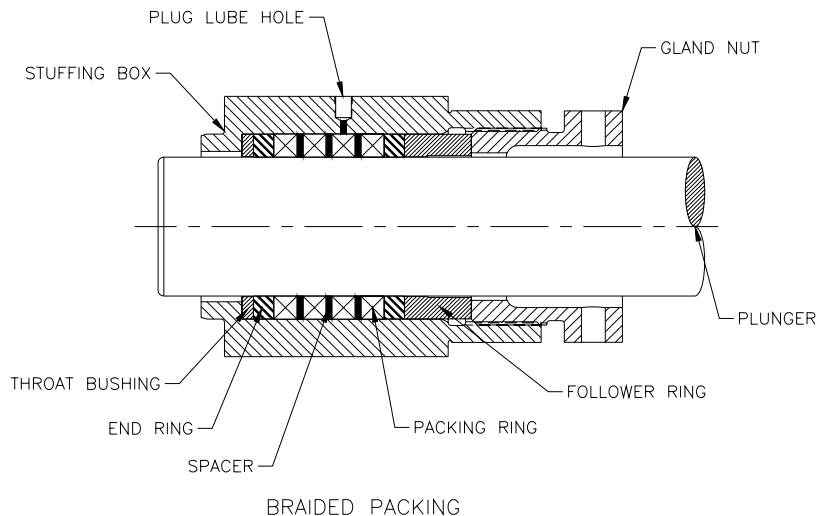 PLUG LUBE HOLE
GLAND NUT
STUFFING BOX
PLUNGER
THROAT BUSHING
FOLLOWER RING
END RING
PACKING RING
SPACER
BRAIDED PACKING